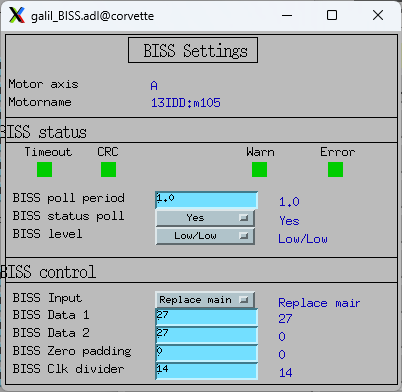 galil_BISS.adl@corvette
BISS Settings
Motor axis A
Motorname 13IDD:m105
BISS status
Timeout CRC Warn Error
BISS poll period 1.0 1.0
BISS status poll Yes Yes
BISS level Low/Low Low/Low
BISS control
BISS Input Replace main Replace mair
BISS Data 1 27 27
BISS Data 2 27 0
BISS Zero padding 0 0
BISS Clk divider 14 14